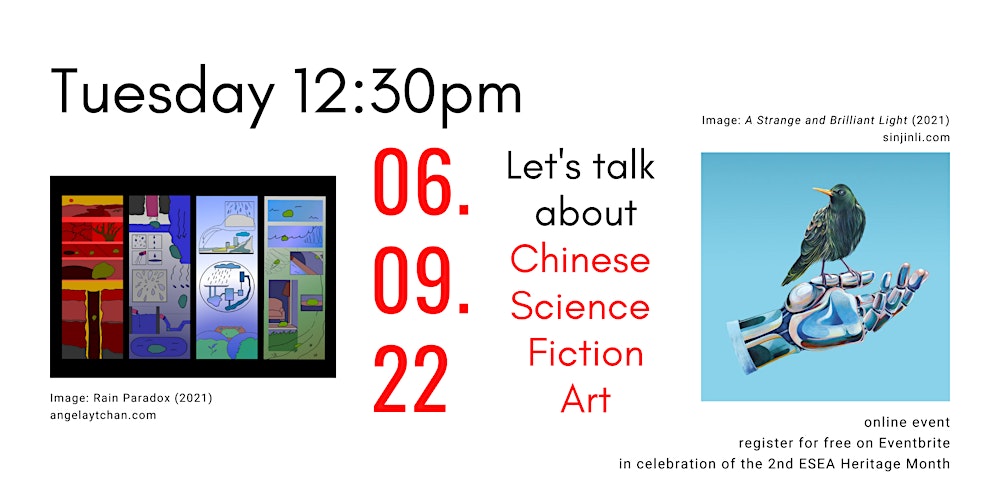 Tuesday 12:30pm
06.
09.
22
Let's talk
about
Chinese
Science
Fiction
Art
Image: A Strange and Brilliant Light (2021)
sinjinli.com
Image: Rain Paradox (2021)
angelaytchan.com
online event
register for free on Eventbrite
in celebration of the 2nd ESEA Heritage Month